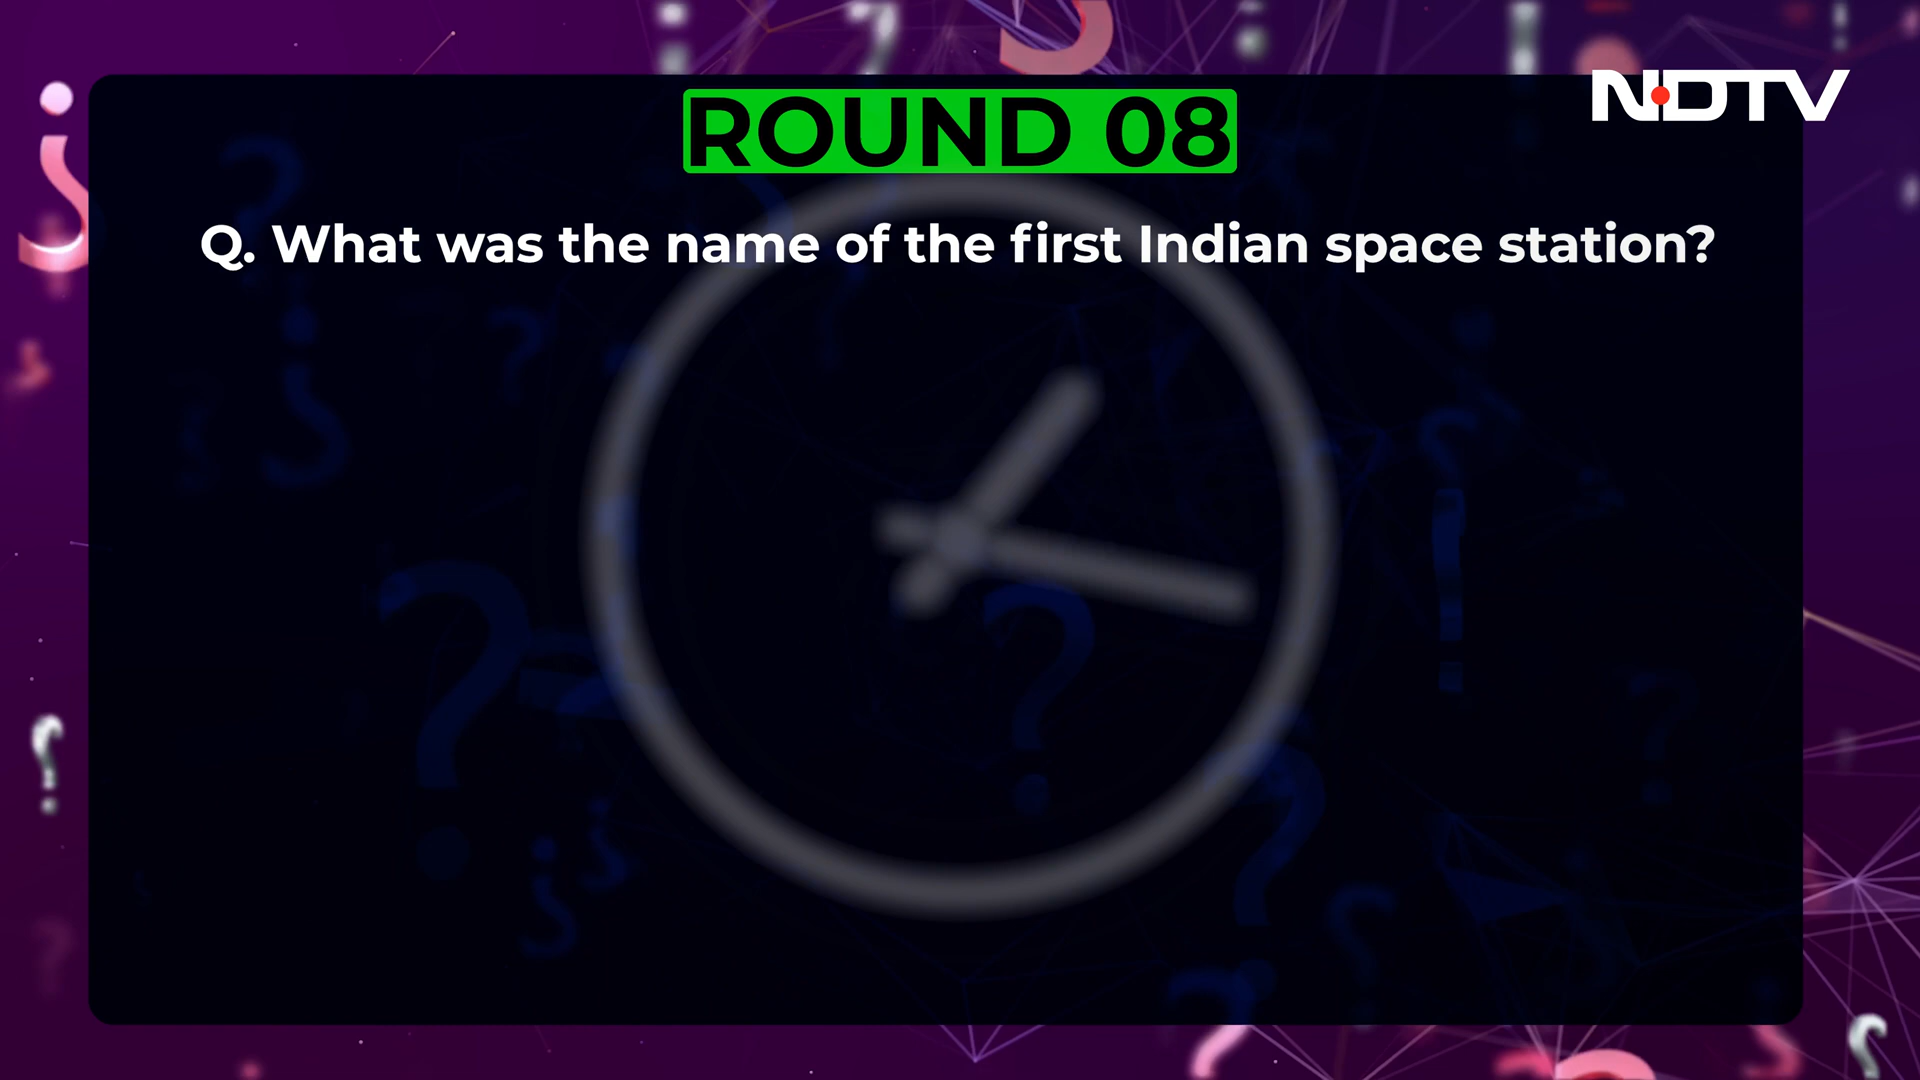 NDTV
ROUND 08
Q. What was the name of the first Indian space station?